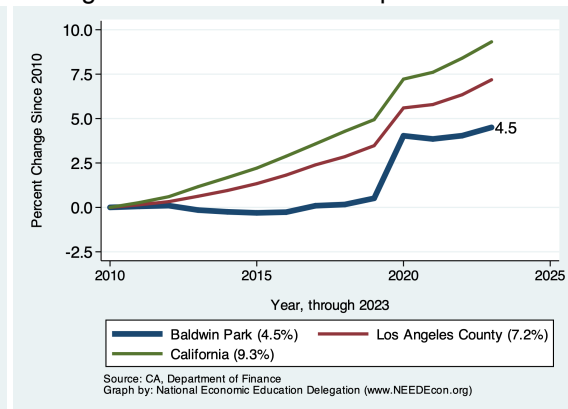 10.0
7.5
5.0
2.5
0.0
-2.5
Percent Change Since 2010
4.5
2010
2015
2020
2025
Year, through 2023
Baldwin Park (4.5%)
Los Angeles County (7.2%)
California (9.3%)
Source: CA, Department of Finance
Graph by: National Economic Education Delegation (www.NEEDEcon.org)